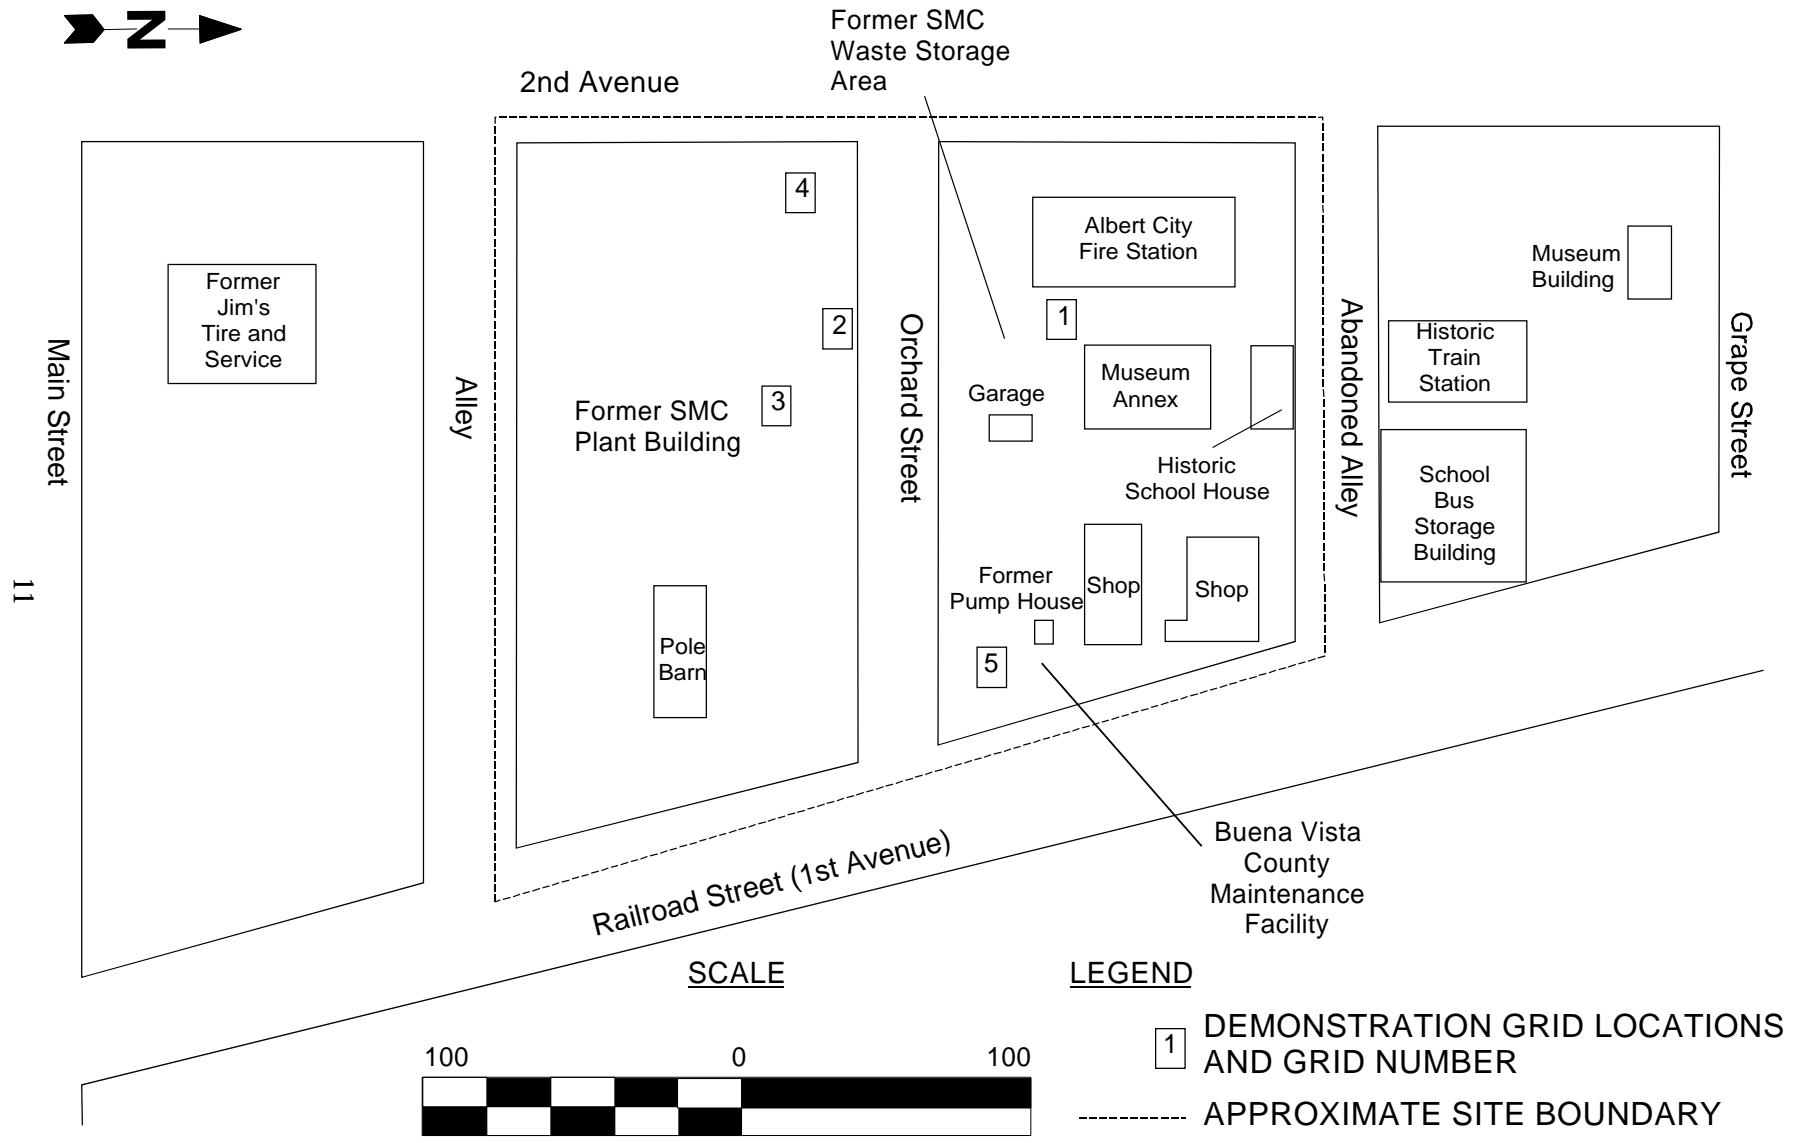 N
Former SMC
Waste Storage
Area
2nd Avenue
4
Albert City
Fire Station
Museum
Building
Former
Jim's
Tire and
Service
2
1
Historic
Train
Station
Main Street
Alley
Orchard Street
Abandoned Alley
Grape Street
3
Former SMC
Plant Building
Garage
Museum
Annex
Historic
School House
School
Bus
Storage
Building
11
Former
Pump House
Shop
Shop
Pole
Barn
5
Railroad Street (1st Avenue)
Buena Vista
County
Maintenance
Facility
SCALE
100 0 100
LEGEND
1 DEMONSTRATION GRID LOCATIONS
AND GRID NUMBER
APPROXIMATE SITE BOUNDARY